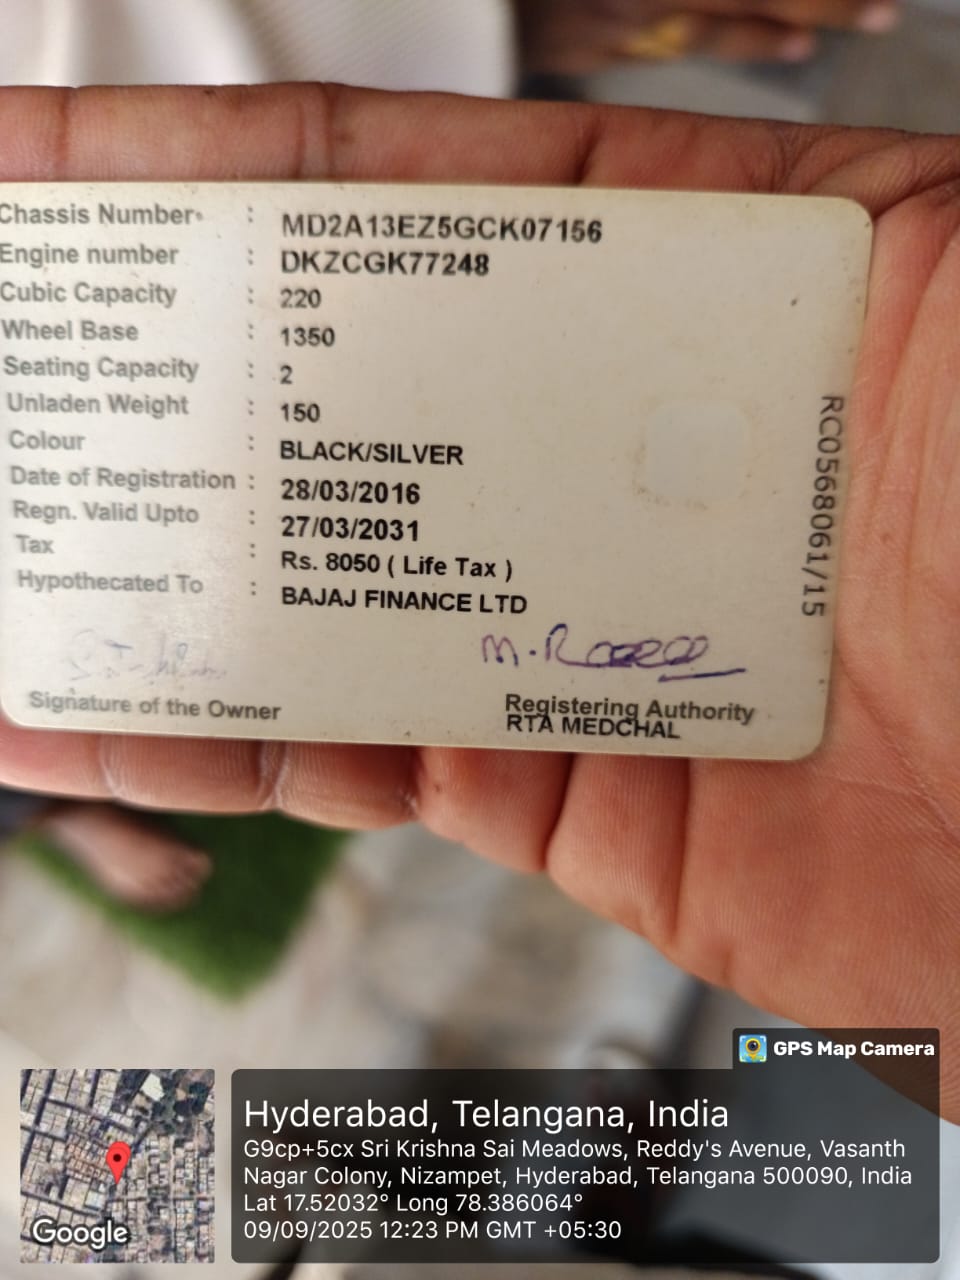 Chassis Number : MD2A13EZ5GCK07156
Engine number : DKZCGK77248
Cubic Capacity : 220
Wheel Base : 1350
Seating Capacity : 2
Unladen Weight : 150
Colour : BLACK/SILVER
Date of Registration : 28/03/2016
Regn. Valid Upto : 27/03/2031
Tax : Rs. 8050 ( Life Tax )
Hypothecated To : BAJAJ FINANCE LTD
Signature of the Owner
Registering Authority
RTA MEDCHAL
RC0568061/15
GPS Map Camera
Hyderabad, Telangana, India
G9cp+5cx Sri Krishna Sai Meadows, Reddy's Avenue, Vasanth
Nagar Colony, Nizampet, Hyderabad, Telangana 500090, India
Lat 17.52032° Long 78.386064°
09/09/2025 12:23 PM GMT +05:30
Google